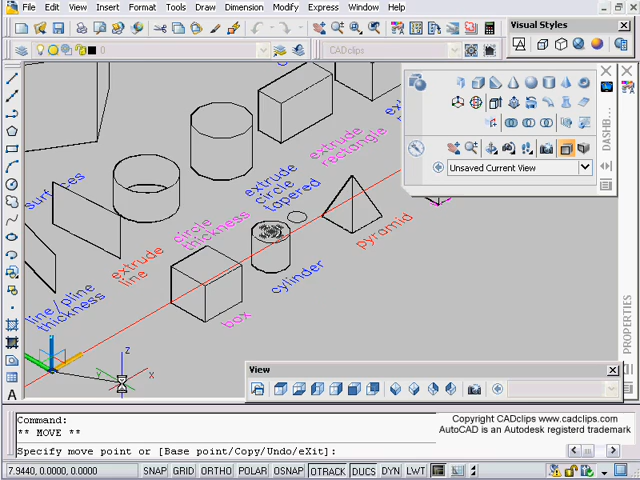 File Edit View Insert Format Tools Draw Dimension Modify Express Window Help
Visual Styles
0
CADclips
DASHB
Unsaved Current View
PROPERTIES
extrude
rectangle
extrude
circle
tapered
surfaces
circle
thickness
extrude
line
pyramid
line/pline
thickness
cylinder
box
Z
X
Y
View
Command:
** MOVE **
Specify move point or [Base point/Copy/Undo/eXit]:
Copyright CADclips www.cadclips.com
AutoCAD is an Autodesk registerd trademark
7.9440, 0.0000, 0.0000 SNAP GRID ORTHO POLAR OSNAP OTRACK DUCS DYN LWT